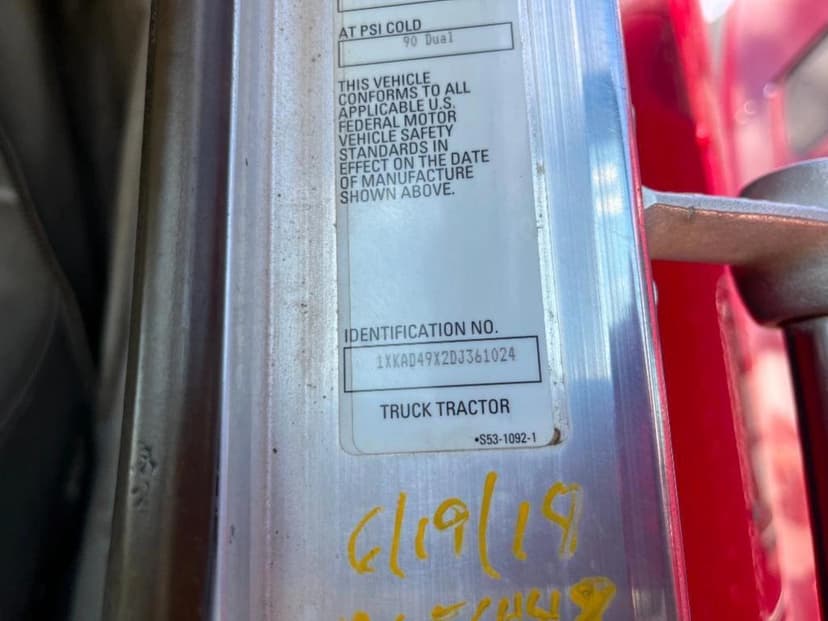 AT PSI COLD
90 Dual
THIS VEHICLE
CONFORMS TO ALL
APPLICABLE U.S.
FEDERAL MOTOR
VEHICLE SAFETY
STANDARDS IN
EFFECT ON THE DATE
OF MANUFACTURE
SHOWN ABOVE.
IDENTIFICATION NO.
1XKAD49X2DJ361024
TRUCK TRACTOR
•S53-1092-1
6/19/18